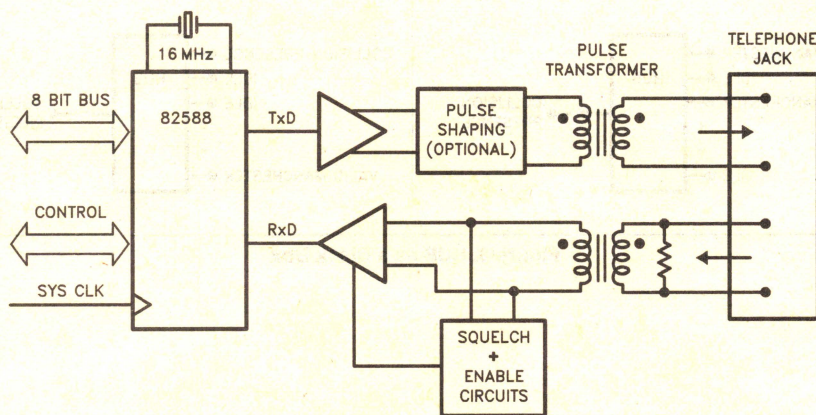 16 MHz
PULSE
TRANSFORMER
TELEPHONE
JACK
8 BIT BUS
82588
TxD
PULSE
SHAPING
(OPTIONAL)
CONTROL
RxD
SYS CLK
SQUELCH
+
ENABLE
CIRCUITS